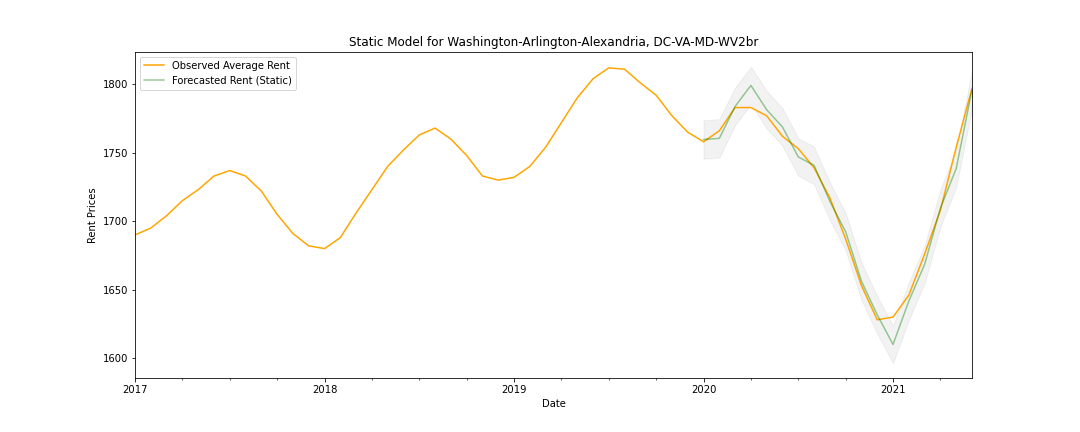 Static Model for Washington-Arlington-Alexandria, DC-VA-MD-WV2br
Observed Average Rent
Forecasted Rent (Static)
1800
1750
1700
1650
1600
Rent Prices
2017
2018
2019
2020
2021
Date